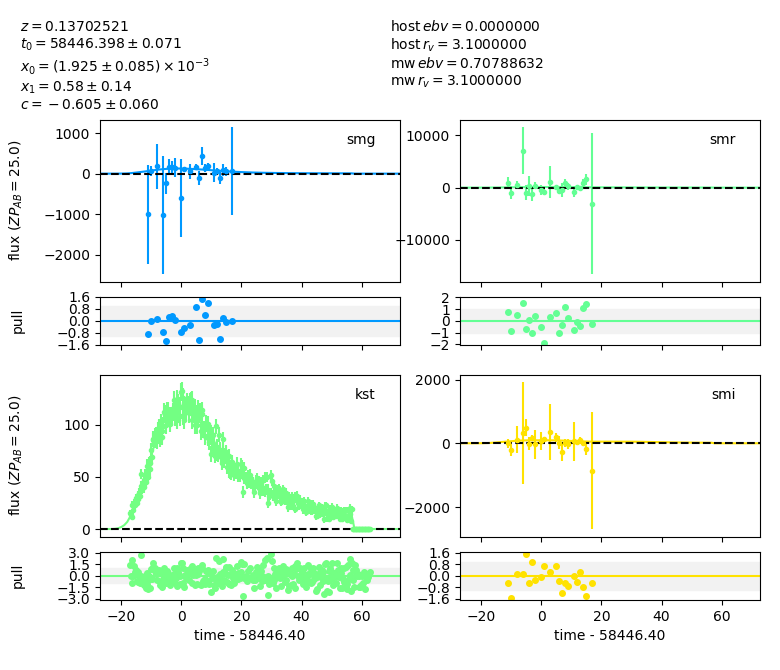 z = 0.13702521
t₀ = 58446.398 ± 0.071
x₀ = (1.925 ± 0.085) × 10⁻³
x₁ = 0.58 ± 0.14
c = −0.605 ± 0.060
host ebv = 0.0000000
host r_v = 3.1000000
mw ebv = 0.70788632
mw r_v = 3.1000000
flux (ZP_AB = 25.0)
1000
0
−1000
−2000
smg
10000
0
−10000
smr
pull
1.6
0.8
0.0
−0.8
−1.6
2
1
0
−1
−2
flux (ZP_AB = 25.0)
100
50
0
kst
2000
0
−2000
smi
pull
3.0
1.5
0.0
−1.5
−3.0
1.6
0.8
0.0
−0.8
−1.6
−20 0 20 40 60
−20 0 20 40 60
time - 58446.40
time - 58446.40